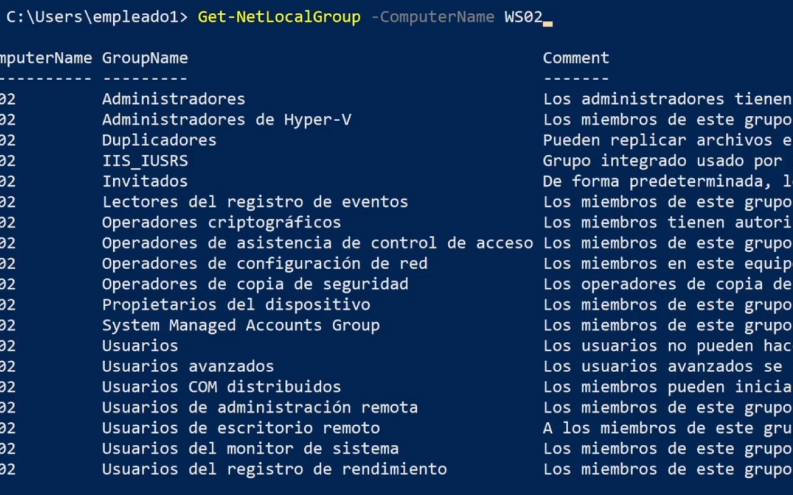 C:\Users\empleado1> Get-NetLocalGroup -ComputerName WS02
mputerName GroupName Comment
---------- --------- -------
02 Administradores Los administradores tienen
02 Administradores de Hyper-V Los miembros de este grupo
02 Duplicadores Pueden replicar archivos e
02 IIS_IUSRS Grupo integrado usado por
02 Invitados De forma predeterminada, l
02 Lectores del registro de eventos Los miembros de este grupo
02 Operadores criptográficos Los miembros tienen autori
02 Operadores de asistencia de control de acceso Los miembros de este grupo
02 Operadores de configuración de red Los miembros en este equip
02 Operadores de copia de seguridad Los operadores de copia de
02 Propietarios del dispositivo Los miembros de este grupo
02 System Managed Accounts Group Los miembros de este grupo
02 Usuarios Los usuarios no pueden hac
02 Usuarios avanzados Los usuarios avanzados se
02 Usuarios COM distribuidos Los miembros pueden inicia
02 Usuarios de administración remota Los miembros de este grupo
02 Usuarios de escritorio remoto A los miembros de este gru
02 Usuarios del monitor de sistema Los miembros de este grupo
02 Usuarios del registro de rendimiento Los miembros de este grupo